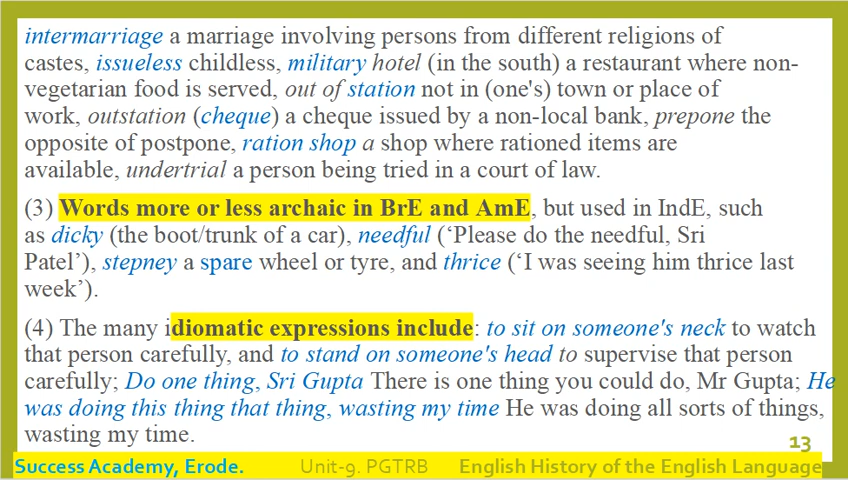 intermarriage a marriage involving persons from different religions of
castes, issueless childless, military hotel (in the south) a restaurant where non-
vegetarian food is served, out of station not in (one's) town or place of
work, outstation (cheque) a cheque issued by a non-local bank, prepone the
opposite of postpone, ration shop a shop where rationed items are
available, undertrial a person being tried in a court of law.
(3) Words more or less archaic in BrE and AmE, but used in IndE, such
as dicky (the boot/trunk of a car), needful (‘Please do the needful, Sri
Patel’), stepney a spare wheel or tyre, and thrice (‘I was seeing him thrice last
week’).
(4) The many idiomatic expressions include: to sit on someone's neck to watch
that person carefully, and to stand on someone's head to supervise that person
carefully; Do one thing, Sri Gupta There is one thing you could do, Mr Gupta; He
was doing this thing that thing, wasting my time He was doing all sorts of things,
wasting my time.
13
Success Academy, Erode. Unit-9. PGTRB English History of the English Language